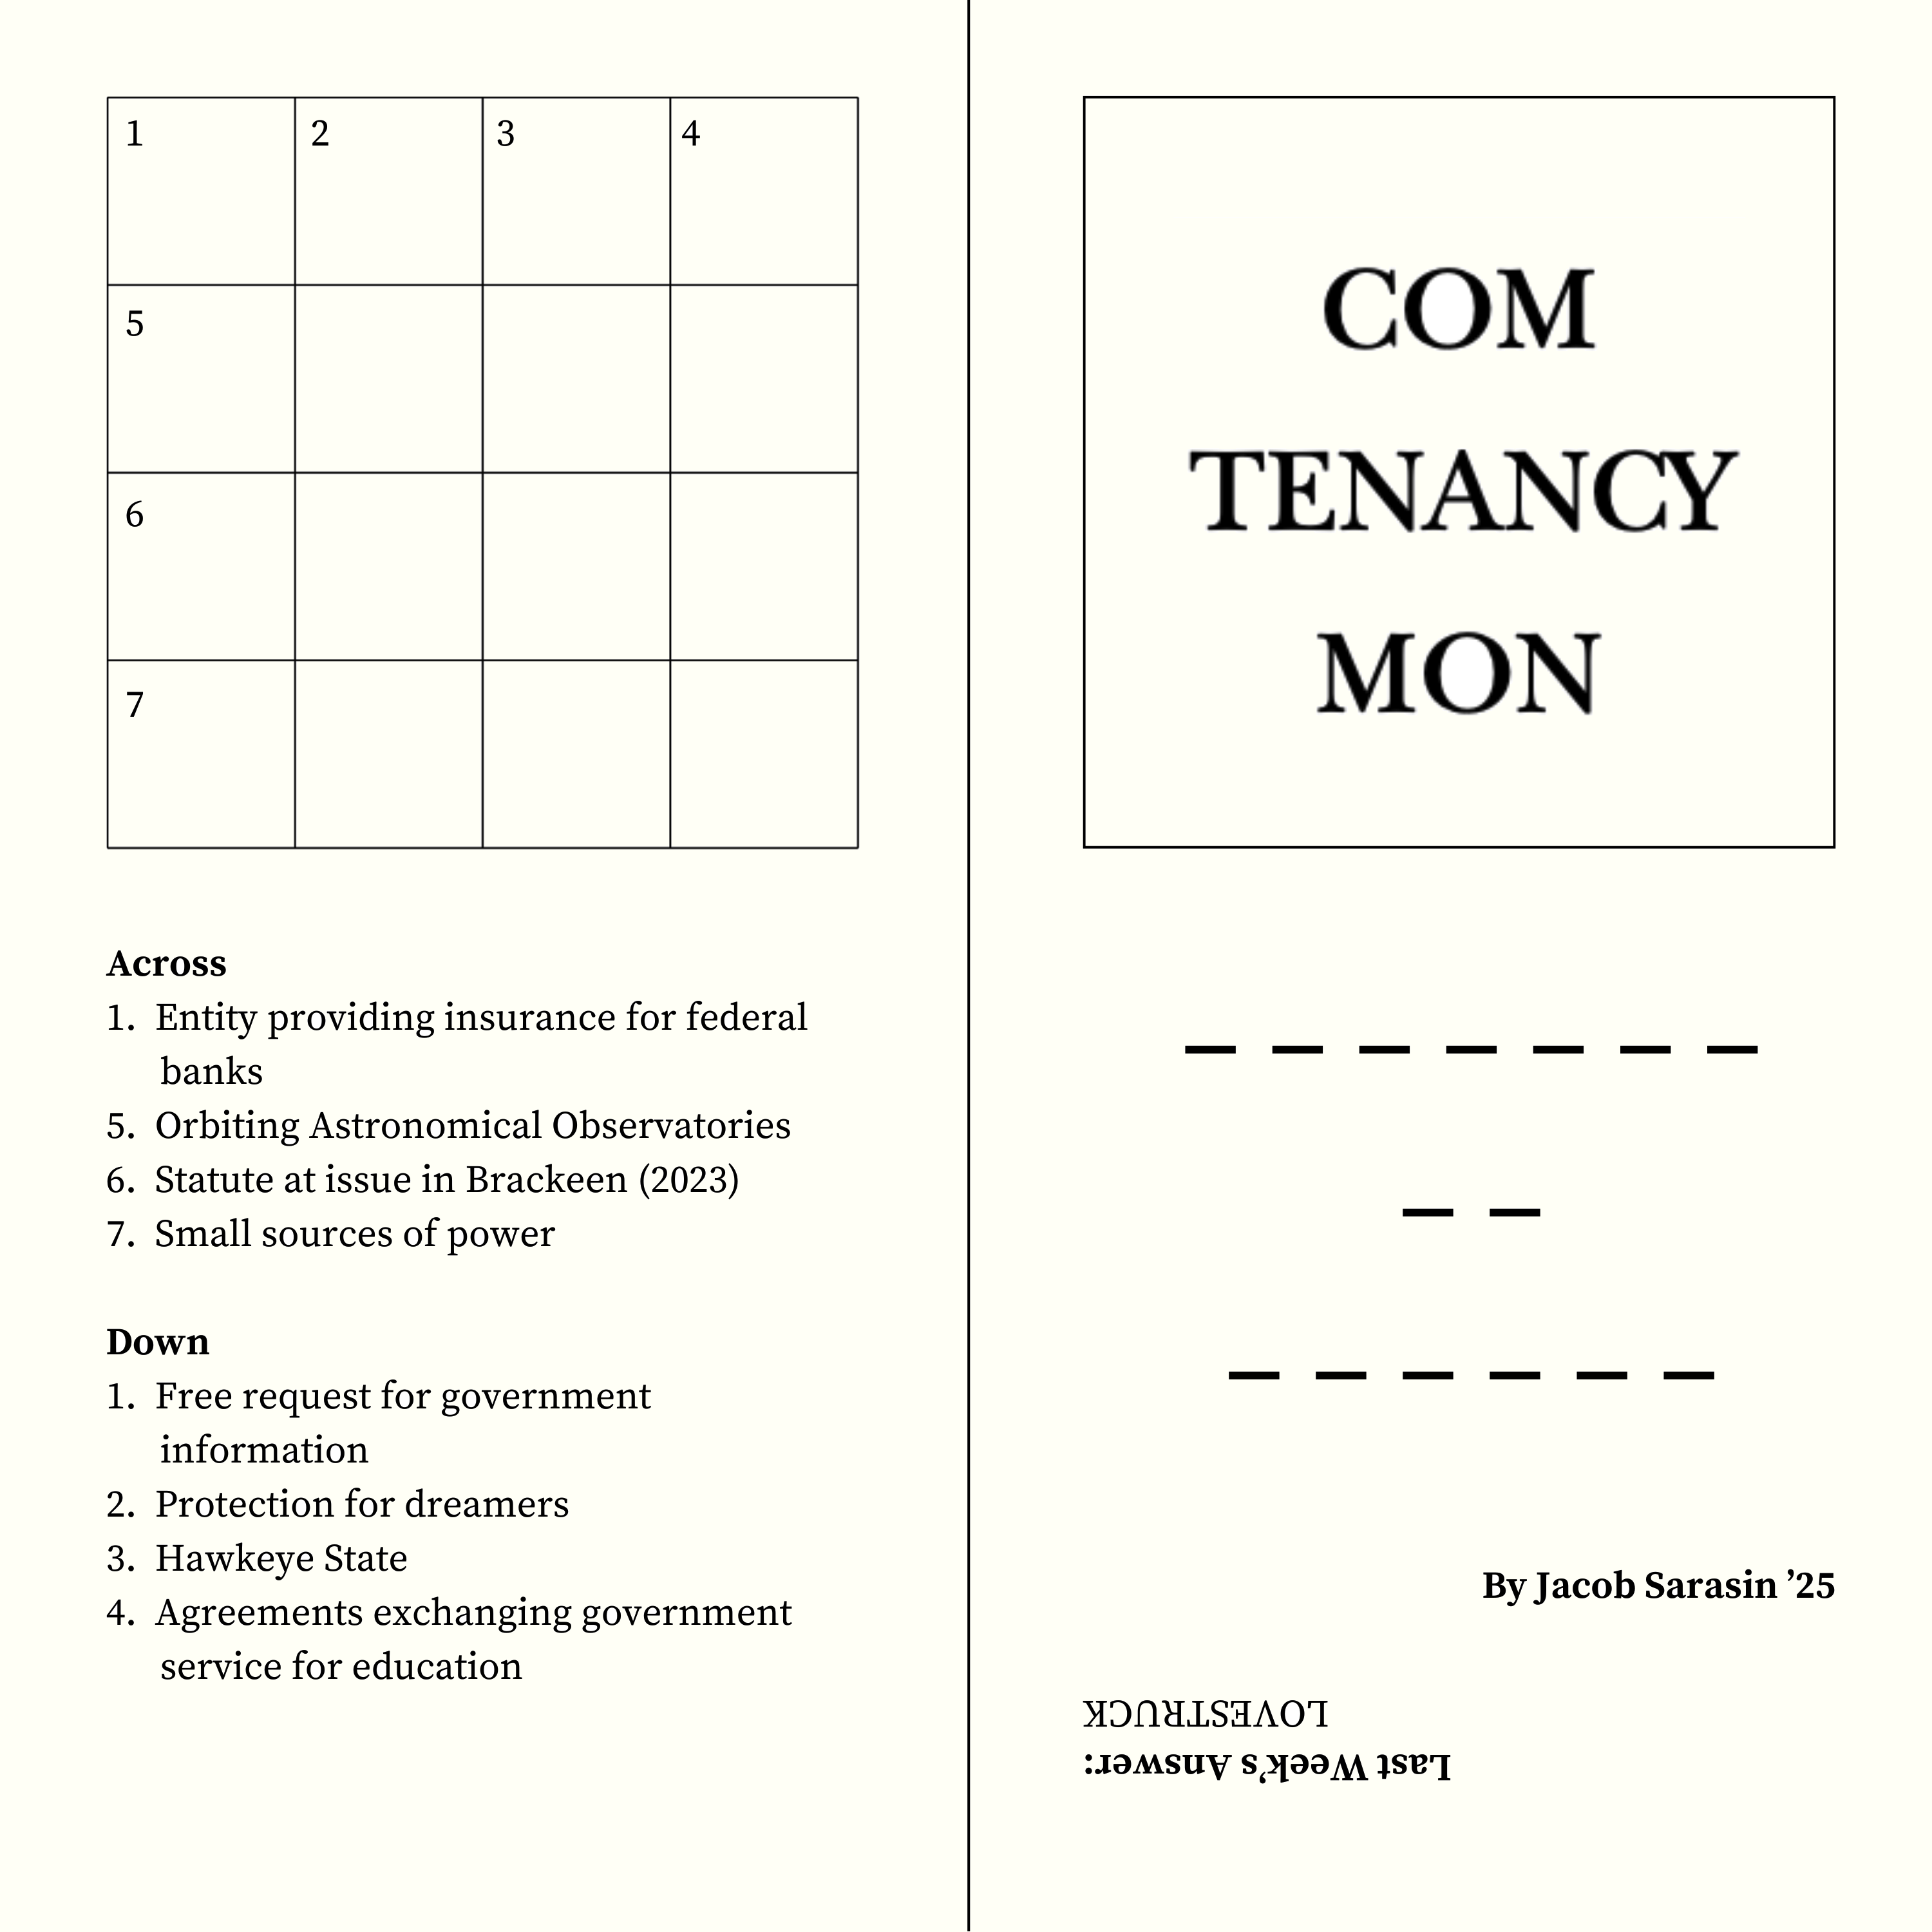 1 2 3 4
5
6
7
Across
1. Entity providing insurance for federal
banks
5. Orbiting Astronomical Observatories
6. Statute at issue in Brackeen (2023)
7. Small sources of power
Down
1. Free request for government
information
2. Protection for dreamers
3. Hawkeye State
4. Agreements exchanging government
service for education
COM
TENANCY
MON
By Jacob Sarasin ’25
Last Week’s Answer:
LOVESTRUCK